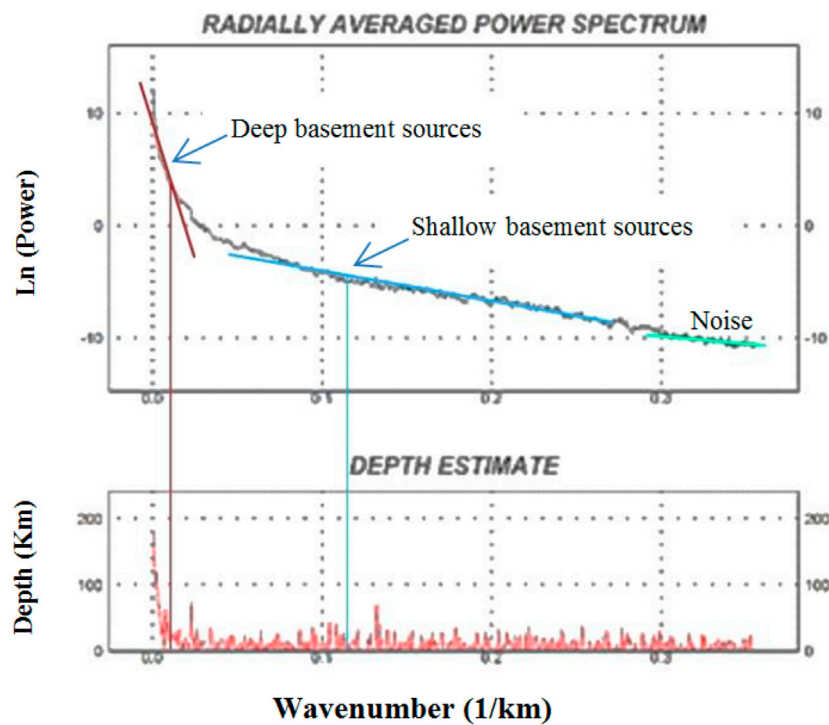 RADIALLY AVERAGED POWER SPECTRUM
10
10
Deep basement sources
0
0
Shallow basement sources
Ln (Power)
Noise
-10
-10
0.0 0.1 0.2 0.3
DEPTH ESTIMATE
200
200
Depth (Km)
100
100
0
0
0.0 0.1 0.2 0.3
Wavenumber (1/km)